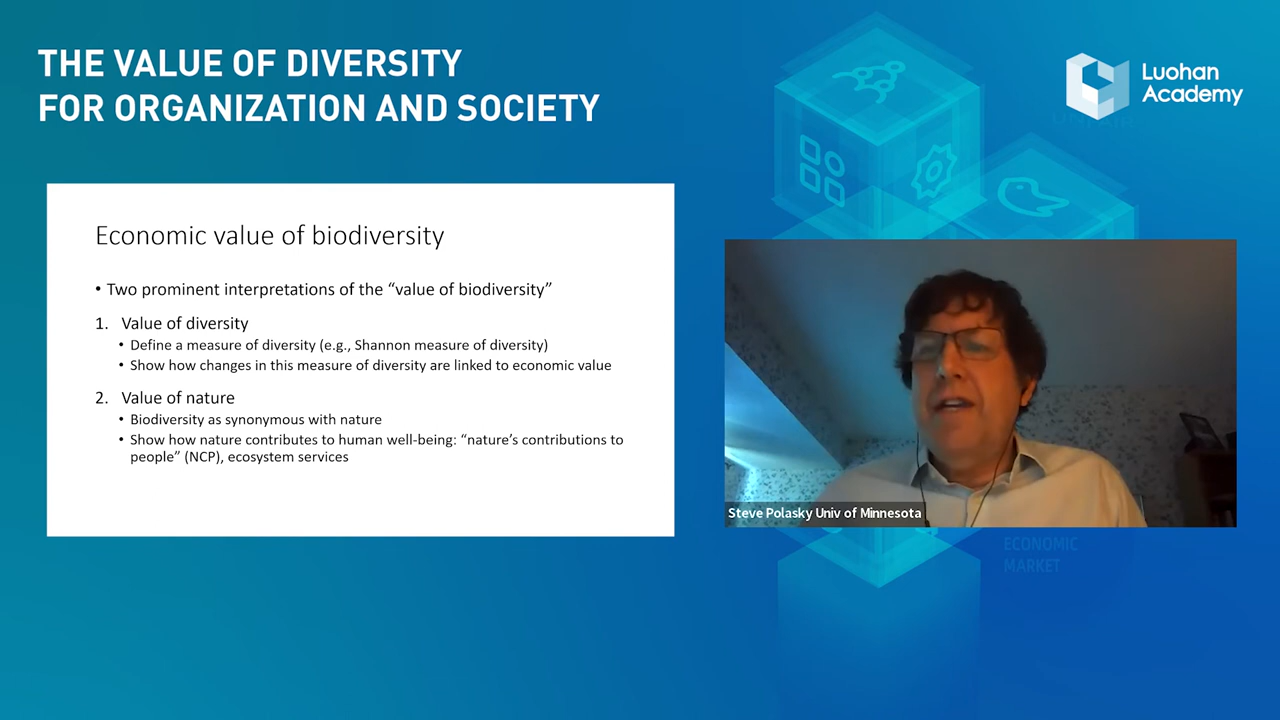 THE VALUE OF DIVERSITY
FOR ORGANIZATION AND SOCIETY
Luohan
Academy
Economic value of biodiversity
• Two prominent interpretations of the “value of biodiversity”
1. Value of diversity
• Define a measure of diversity (e.g., Shannon measure of diversity)
• Show how changes in this measure of diversity are linked to economic value
2. Value of nature
• Biodiversity as synonymous with nature
• Show how nature contributes to human well-being: “nature’s contributions to
people” (NCP), ecosystem services
Steve Polasky Univ of Minnesota
ECONOMIC
MARKET